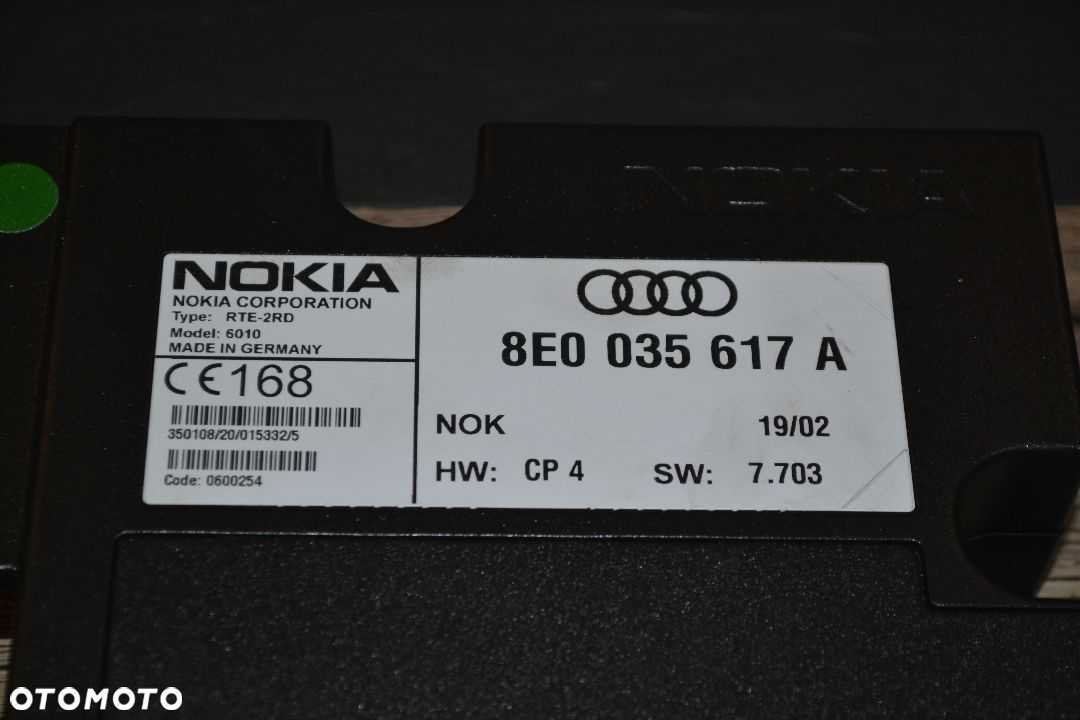 NOKIA
NOKIA
NOKIA CORPORATION
Type: RTE-2RD
Model: 6010
MADE IN GERMANY
CE168
350108/20/015332/5
Code: 0600254
8E0 035 617 A
NOK 19/02
HW: CP 4 SW: 7.703
OTOMOTO